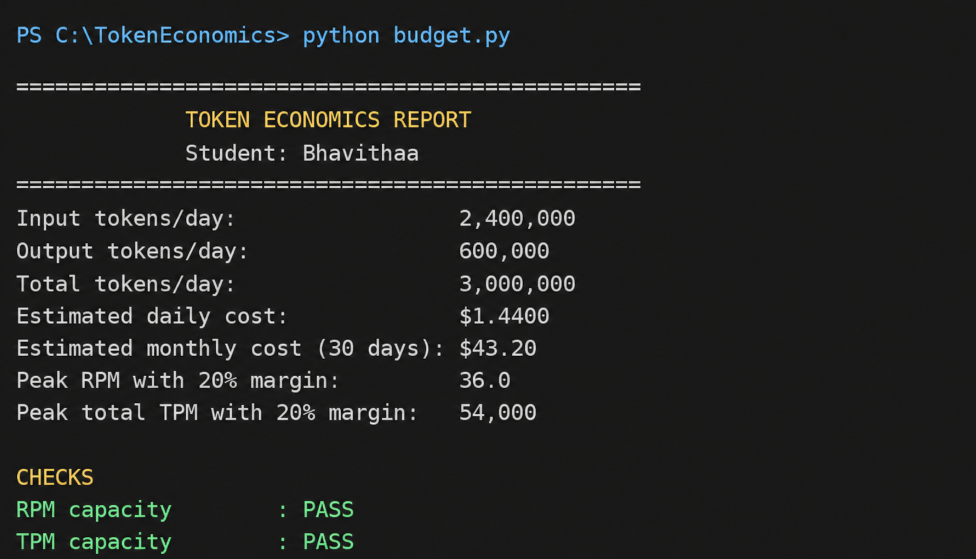 PS C:\TokenEconomics> python budget.py
================================================
TOKEN ECONOMICS REPORT
Student: Bhavithaa
================================================
Input tokens/day: 2,400,000
Output tokens/day: 600,000
Total tokens/day: 3,000,000
Estimated daily cost: $1.4400
Estimated monthly cost (30 days): $43.20
Peak RPM with 20% margin: 36.0
Peak total TPM with 20% margin: 54,000
CHECKS
RPM capacity : PASS
TPM capacity : PASS